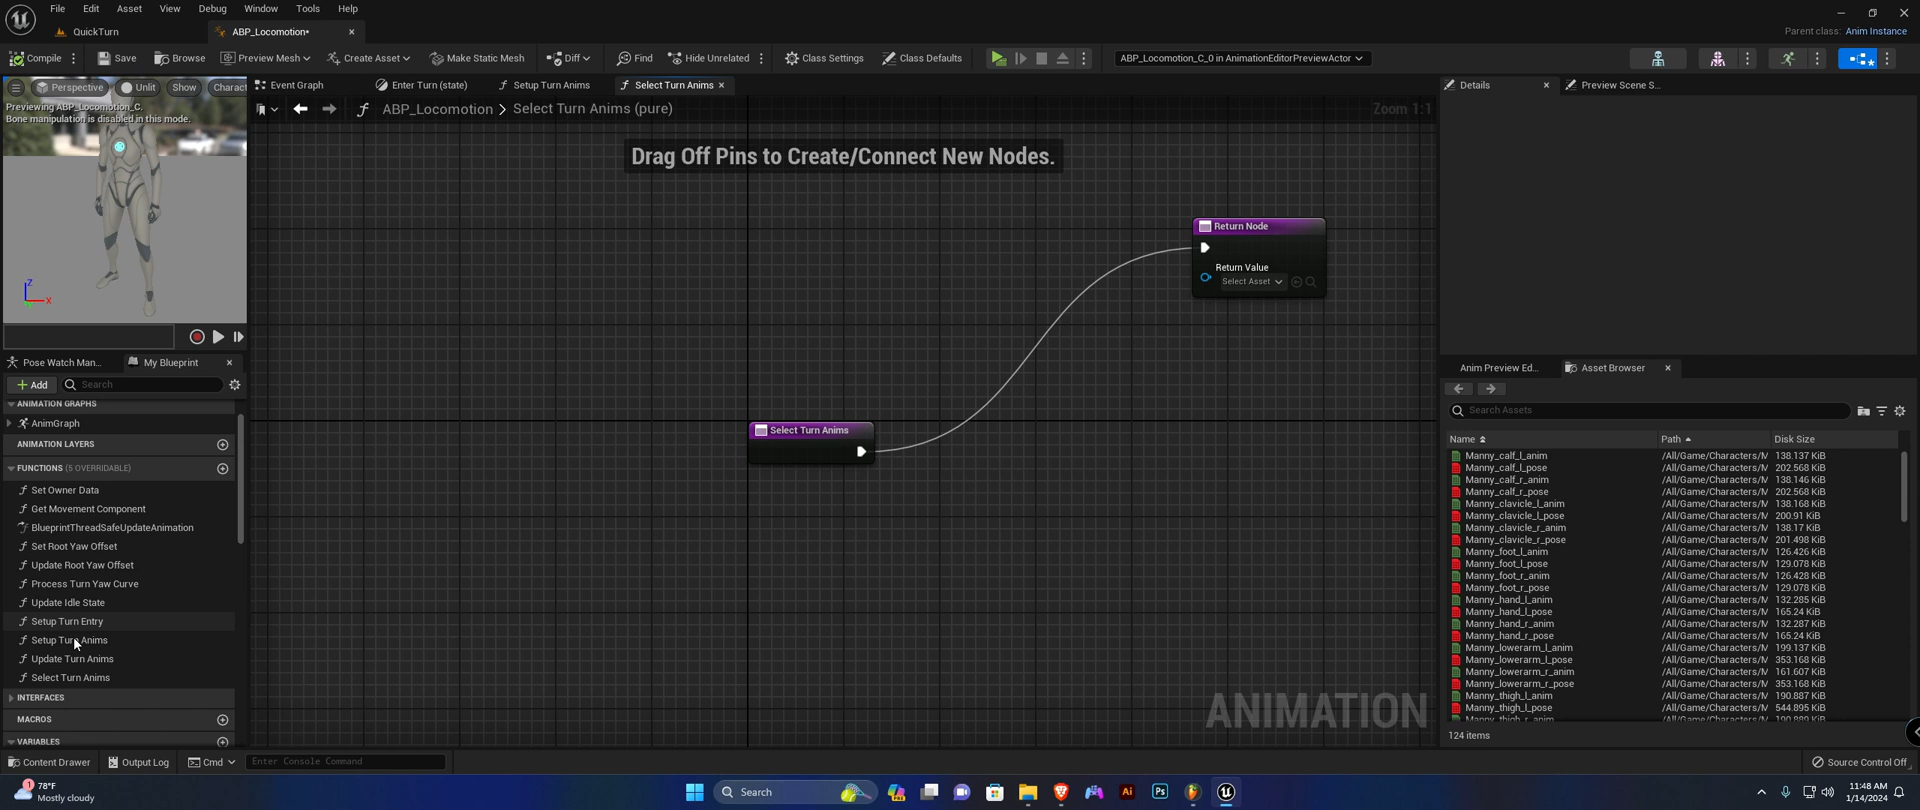 File Edit Asset View Debug Window Tools Help
QuickTurn
ABP_Locomotion*
Parent class: Anim Instance
Compile Save Browse Preview Mesh Create Asset Make Static Mesh Diff Find Hide Unrelated Class Settings Class Defaults ABP_Locomotion_C_0 in AnimationEditorPreviewActor
Perspective Unlit Show Charact
Event Graph Enter Turn (state) Setup Turn Anims Select Turn Anims
Details Preview Scene S...
Previewing ABP_Locomotion_C.
Bone manipulation is disabled in this mode.
ABP_Locomotion > Select Turn Anims (pure)
Zoom 1:1
Drag Off Pins to Create/Connect New Nodes.
Return Node
Return Value
Select Asset
Z
X
Select Turn Anims
Pose Watch Man... My Blueprint
Add Search
ANIMATION GRAPHS
AnimGraph
ANIMATION LAYERS
FUNCTIONS (5 OVERRIDABLE)
Set Owner Data
Get Movement Component
BlueprintThreadSafeUpdateAnimation
Set Root Yaw Offset
Update Root Yaw Offset
Process Turn Yaw Curve
Update Idle State
Setup Turn Entry
Setup Turn Anims
Update Turn Anims
Select Turn Anims
INTERFACES
MACROS
VARIABLES
ANIMATION
Anim Preview Ed... Asset Browser
Search Assets
Name Path Disk Size
Manny_calf_l_anim /All/Game/Characters/M 138.137 KiB
Manny_calf_l_pose /All/Game/Characters/M 202.568 KiB
Manny_calf_r_anim /All/Game/Characters/M 138.146 KiB
Manny_calf_r_pose /All/Game/Characters/M 202.568 KiB
Manny_clavicle_l_anim /All/Game/Characters/M 138.168 KiB
Manny_clavicle_l_pose /All/Game/Characters/M 200.91 KiB
Manny_clavicle_r_anim /All/Game/Characters/M 138.17 KiB
Manny_clavicle_r_pose /All/Game/Characters/M 201.498 KiB
Manny_foot_l_anim /All/Game/Characters/M 126.426 KiB
Manny_foot_l_pose /All/Game/Characters/M 129.078 KiB
Manny_foot_r_anim /All/Game/Characters/M 126.428 KiB
Manny_foot_r_pose /All/Game/Characters/M 129.078 KiB
Manny_hand_l_anim /All/Game/Characters/M 132.285 KiB
Manny_hand_l_pose /All/Game/Characters/M 165.24 KiB
Manny_hand_r_anim /All/Game/Characters/M 132.287 KiB
Manny_hand_r_pose /All/Game/Characters/M 165.24 KiB
Manny_lowerarm_l_anim /All/Game/Characters/M 199.137 KiB
Manny_lowerarm_l_pose /All/Game/Characters/M 353.168 KiB
Manny_lowerarm_r_anim /All/Game/Characters/M 161.607 KiB
Manny_lowerarm_r_pose /All/Game/Characters/M 353.168 KiB
Manny_thigh_l_anim /All/Game/Characters/M 190.887 KiB
Manny_thigh_l_pose /All/Game/Characters/M 544.895 KiB
Manny_thigh_r_anim /All/Game/Characters/M 190.889 KiB
124 items
Content Drawer Output Log Cmd Enter Console Command Source Control Off
1
78°F
Mostly cloudy
Search
Ai
Ps
11:48 AM
1/14/2024